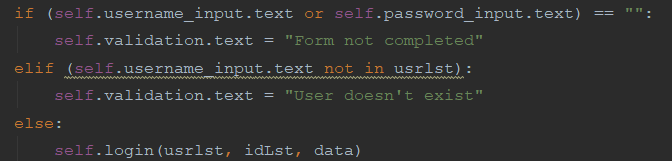 if (self.username_input.text or self.password_input.text) == "":
    self.validation.text = "Form not completed"
elif (self.username_input.text not in usrlst):
    self.validation.text = "User doesn't exist"
else:
    self.login(usrlst, idLst, data)